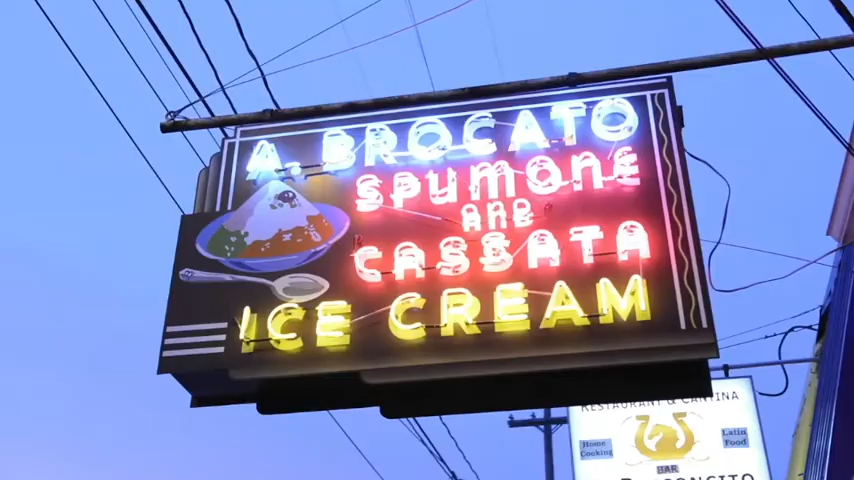 A. BROCATO
SPUMONE
AND
CASSATA
ICE CREAM
RESTAURANT & CANTINA
Home
Cooking
Latin
Food
BAR